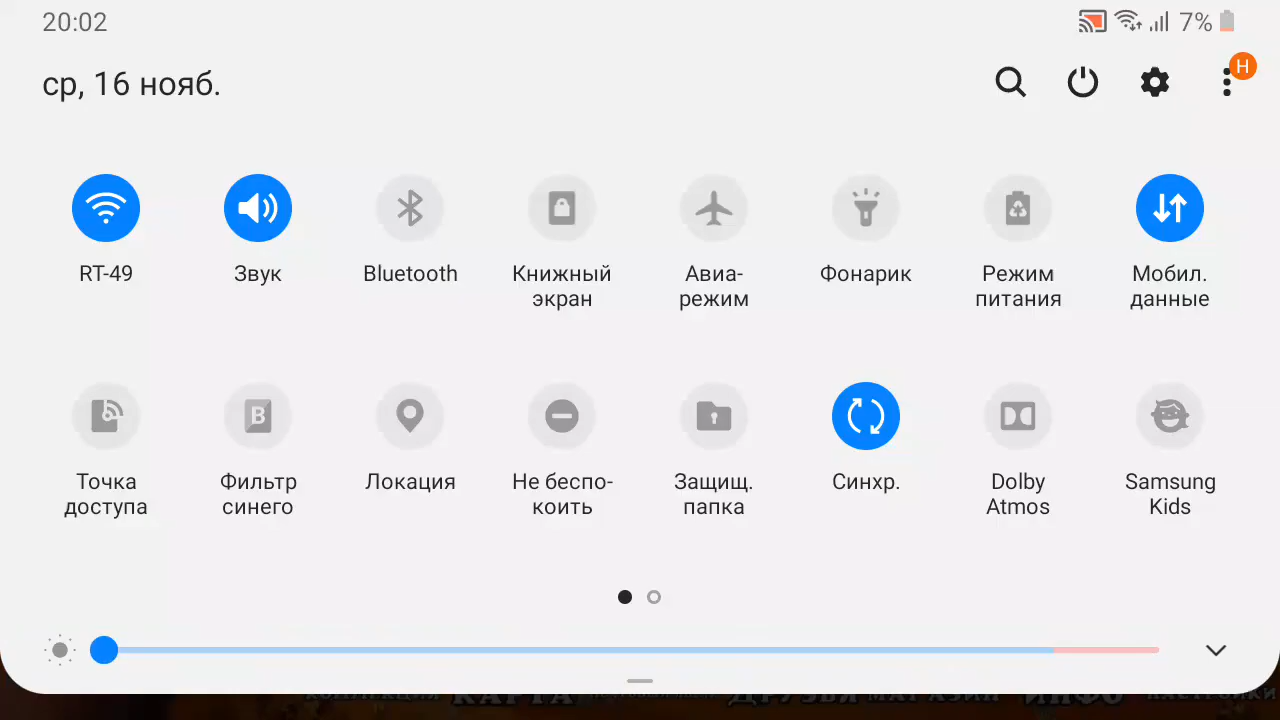 20:02
7%
ср, 16 нояб.
Н
RT-49
Звук
Bluetooth
Книжный
экран
Авиа-
режим
Фонарик
Режим
питания
Мобил.
данные
B
Точка
доступа
Фильтр
синего
Локация
Не беспо-
коить
Защищ.
папка
Синхр.
Dolby
Atmos
Samsung
Kids
КАРТА
ДРУЗЬЯ МАГАЗИН ИНФО НАСТРОЙКИ